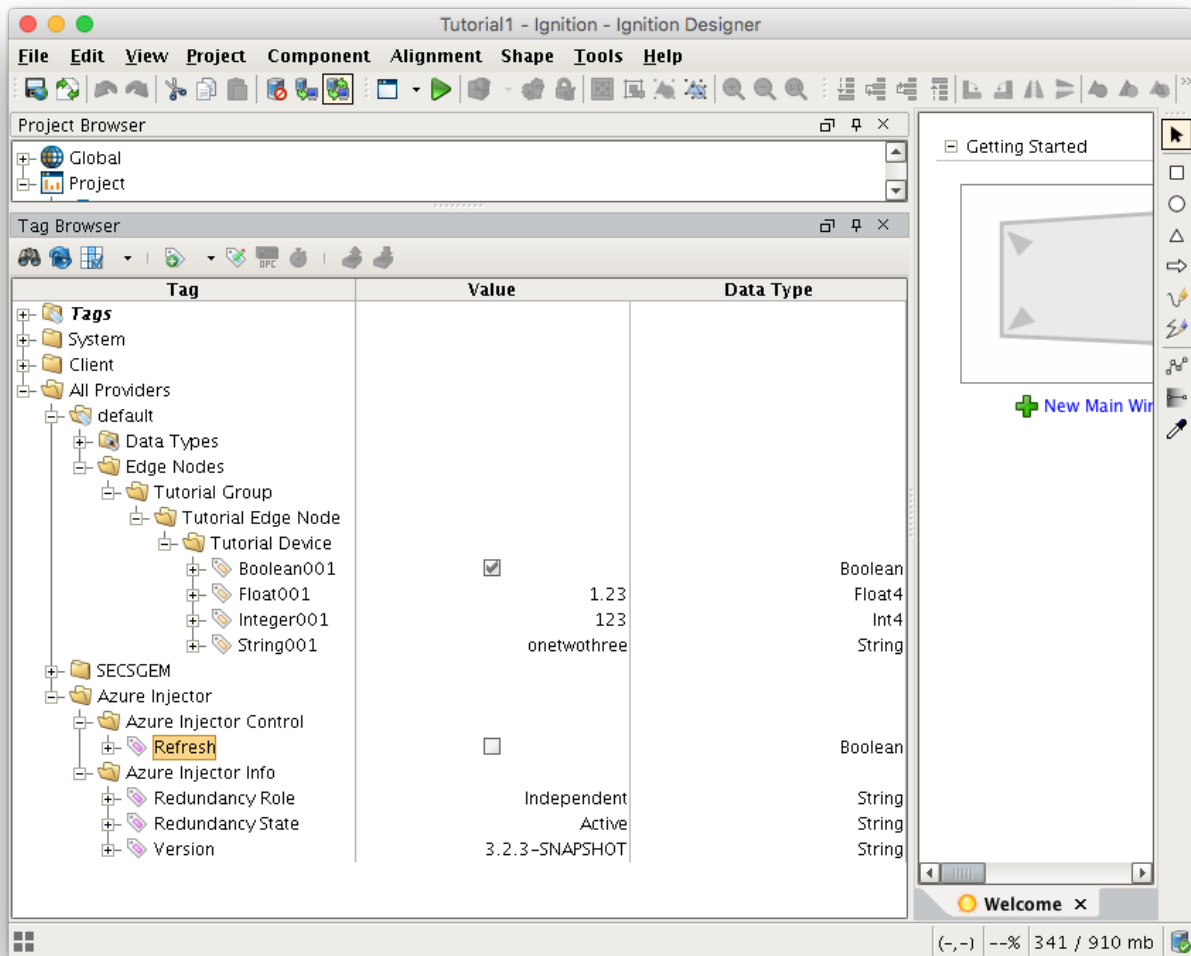 Tutorial1 - Ignition - Ignition Designer
File Edit View Project Component Alignment Shape Tools Help
Project Browser
Global
Project
Getting Started
Tag Browser
OPC
Tag Value Data Type
Tags
System
Client
All Providers
default
New Main Wir
Data Types
Edge Nodes
Tutorial Group
Tutorial Edge Node
Tutorial Device
Boolean001 Boolean
Float001 1.23 Float4
Integer001 123 Int4
String001 onetwothree String
SECSGEM
Azure Injector
Azure Injector Control
Refresh Boolean
Azure Injector Info
Redundancy Role Independent String
Redundancy State Active String
Version 3.2.3-SNAPSHOT String
Welcome
(-,-) --% 341 / 910 mb